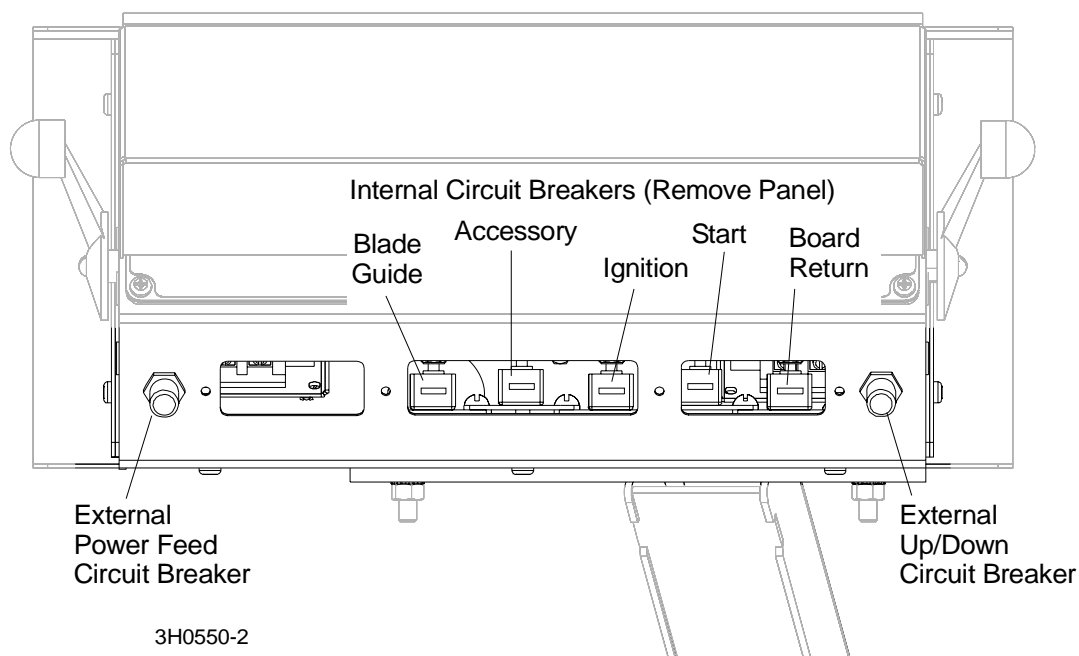 Internal Circuit Breakers (Remove Panel)
Blade
Guide
Accessory
Ignition
Start
Board
Return
External
Power Feed
Circuit Breaker
External
Up/Down
Circuit Breaker
3H0550-2